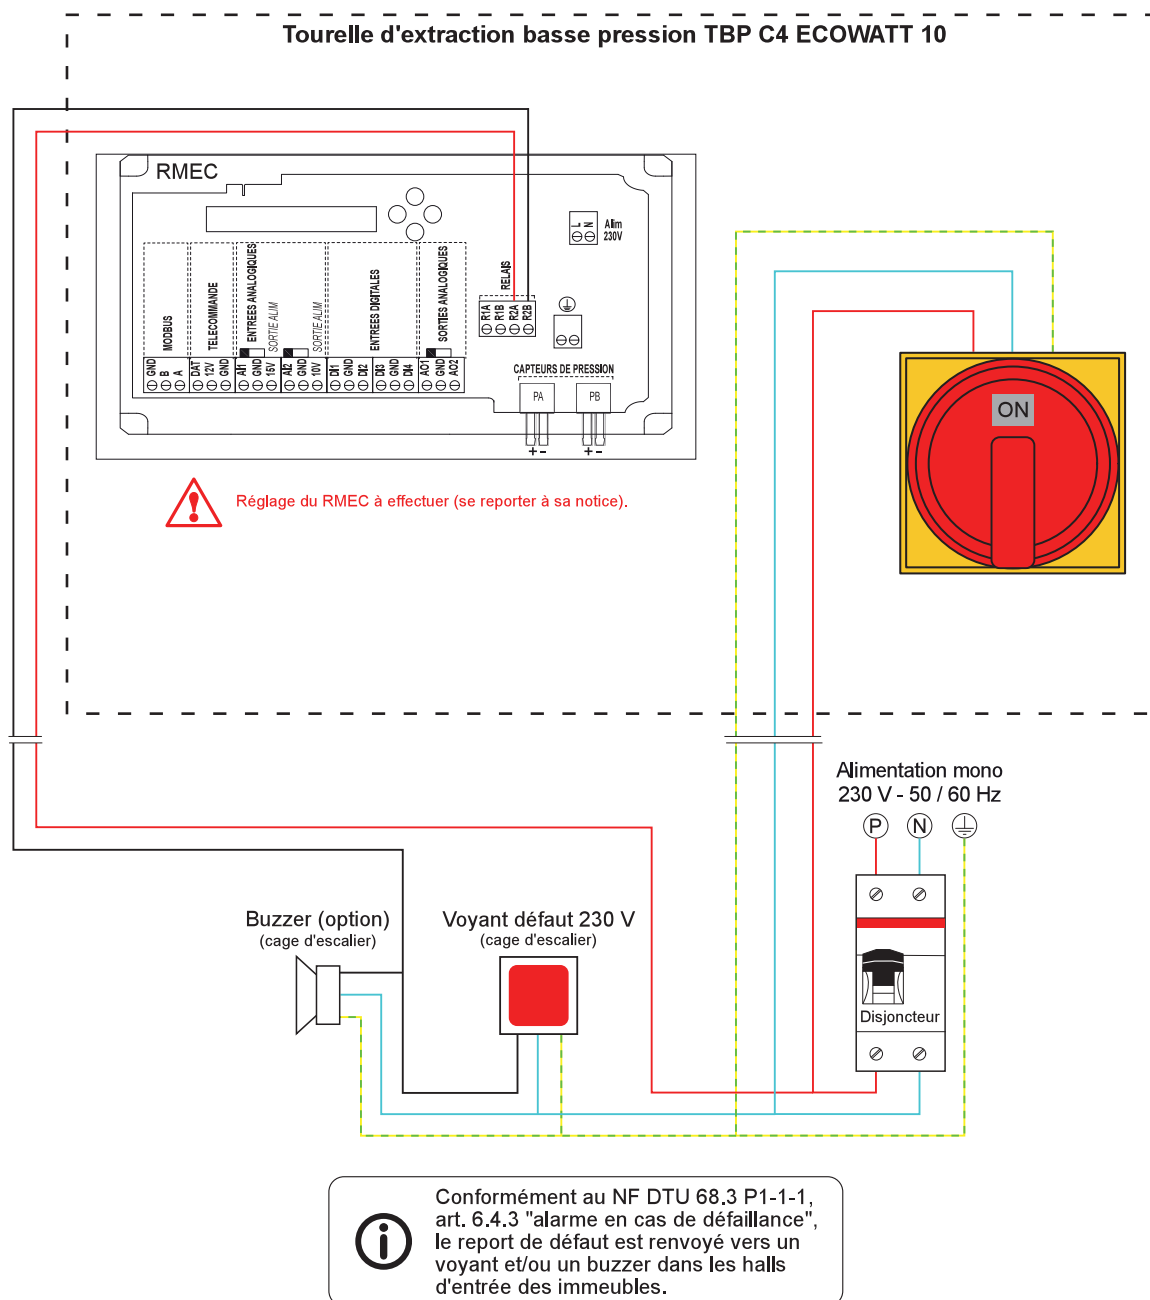 Tourelle d'extraction basse pression TBP C4 ECOWATT 10
RMEC
L
N
Alim
230V
MODBUS
TELECOMMANDE
ENTREES ANALOGIQUES
SORTIE ALIM
SORTIE ALIM
ENTREES DIGITALES
SORTIES ANALOGIQUES
RELAIS
R1A
R1B
R2A
R2B
GND
B
A
DAT
12V
GND
AI1
GND
15V
AI2
GND
10V
DI1
GND
DI2
DI3
GND
DI4
AO1
GND
AO2
CAPTEURS DE PRESSION
PA
PB
+ -
+ -
ON
Réglage du RMEC à effectuer (se reporter à sa notice).
Alimentation mono
230 V - 50 / 60 Hz
P
N
Buzzer (option)
(cage d'escalier)
Voyant défaut 230 V
(cage d'escalier)
Disjoncteur
Conformément au NF DTU 68.3 P1-1-1,
art. 6.4.3 "alarme en cas de défaillance",
le report de défaut est renvoyé vers un
voyant et/ou un buzzer dans les halls
d'entrée des immeubles.